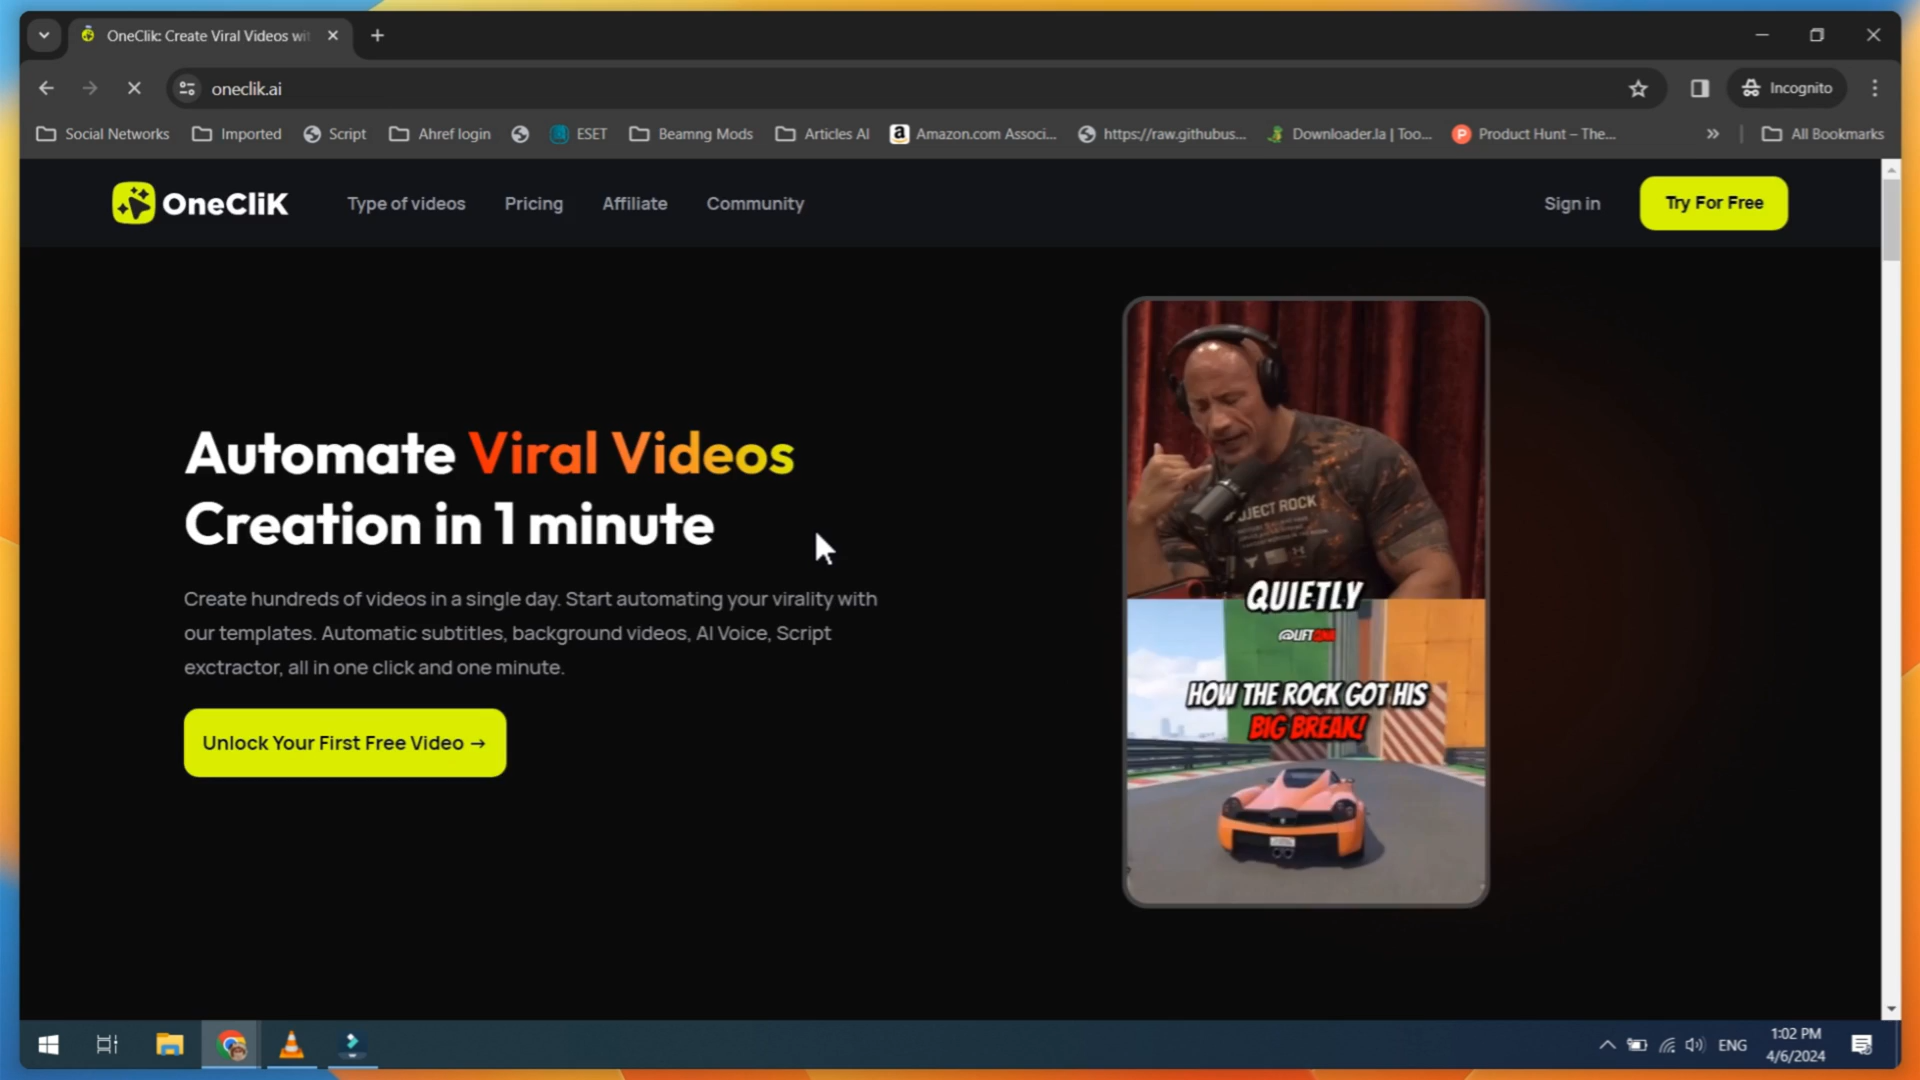 OneClik: Create Viral Videos wit
oneclik.ai
Incognito
Social Networks
Imported
Script
Ahref login
ESET
Beamng Mods
Articles AI
Amazon.com Associ...
https://raw.githubus...
Downloader.la | Too...
Product Hunt – The...
All Bookmarks
OneCliK
Type of videos
Pricing
Affiliate
Community
Sign in
Try For Free
Automate Viral Videos
Creation in 1 minute
Create hundreds of videos in a single day. Start automating your virality with
our templates. Automatic subtitles, background videos, AI Voice, Script
exctractor, all in one click and one minute.
Unlock Your First Free Video →
JECT ROCK
QUIETLY
HOW THE ROCK GOT HIS
BIG BREAK!
ENG
1:02 PM
4/6/2024